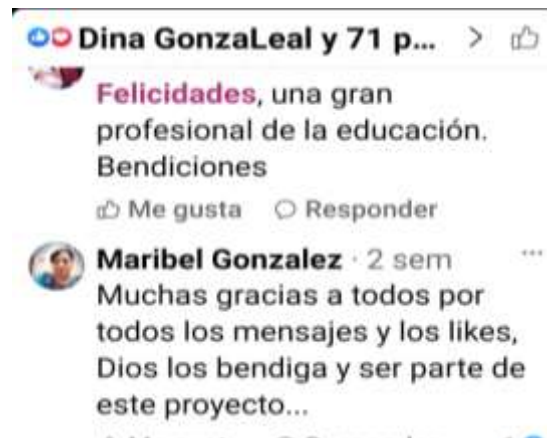 Dina GonzaLeal y 71 p...
Felicidades, una gran
profesional de la educación.
Bendiciones
Me gusta Responder
Maribel Gonzalez · 2 sem
Muchas gracias a todos por
todos los mensajes y los likes,
Dios los bendiga y ser parte de
este proyecto...